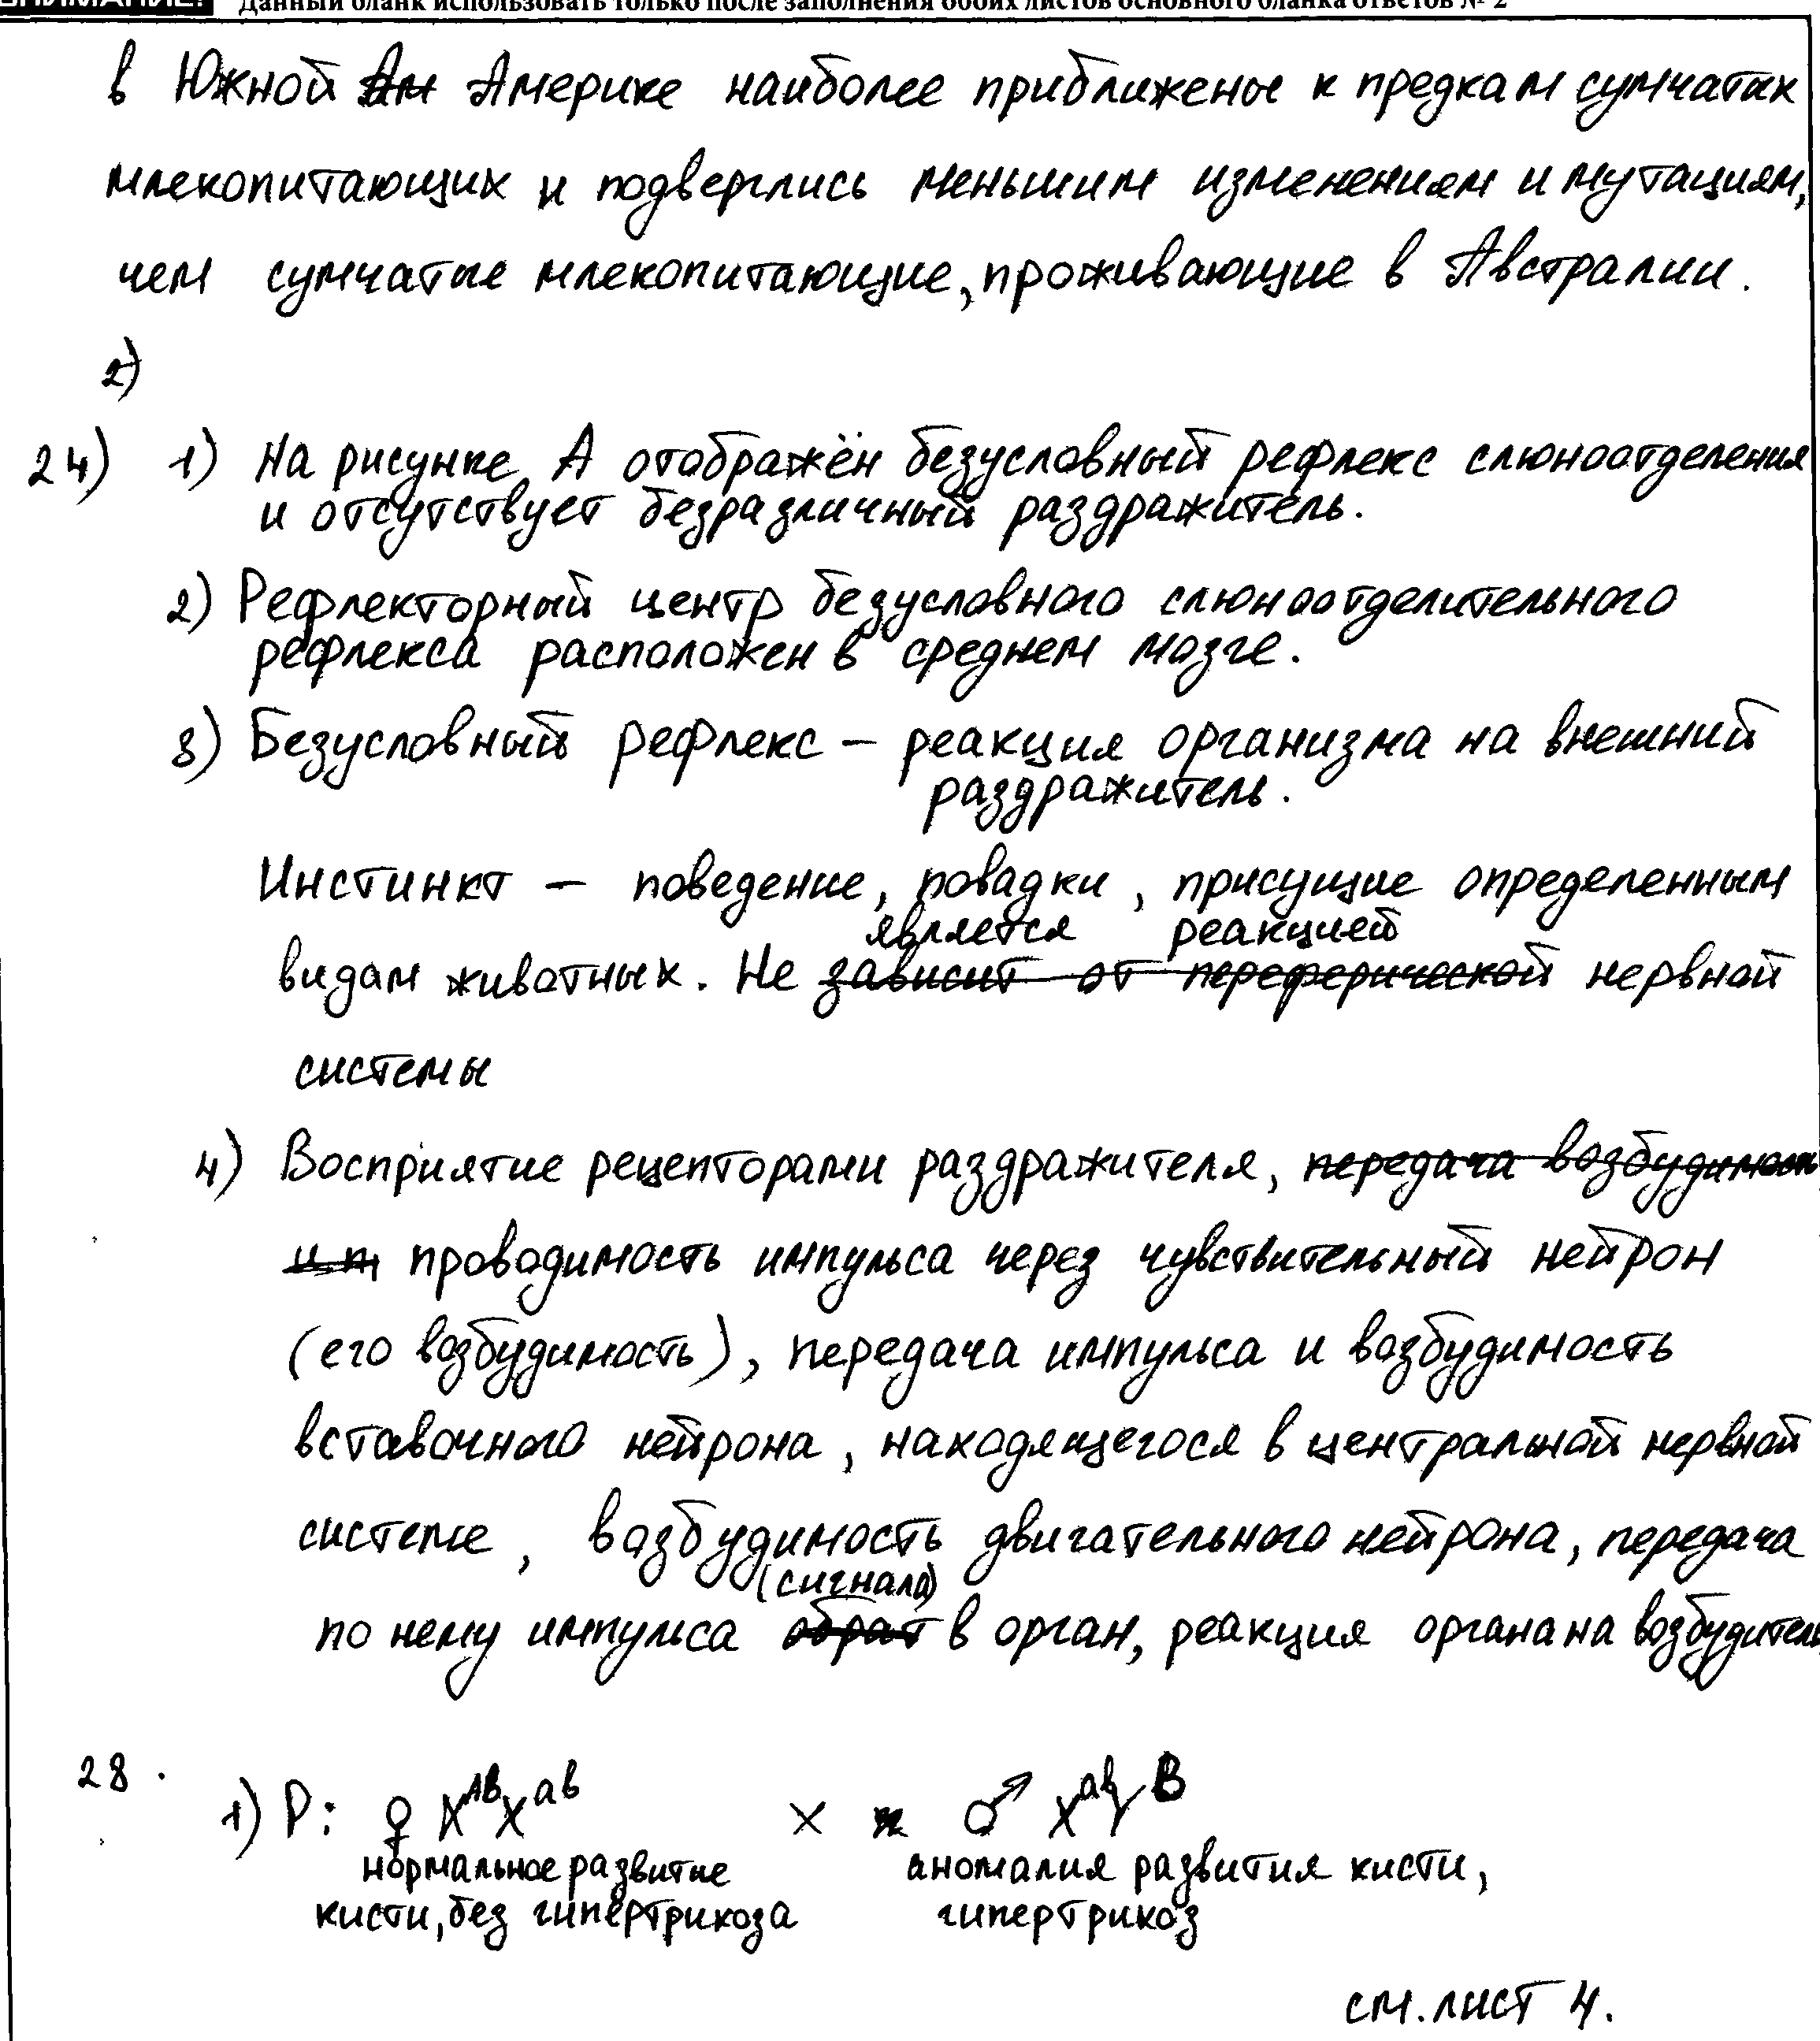 ВНИМАНИЕ! Данный бланк использовать только после заполнения обоих листов основного бланка ответов № 2
в Южной Ам Америке наиболее приближены к предкам сумчатых
млекопитающих и подверглись меньшим изменениям и мутациям,
чем сумчатые млекопитающие, проживающие в Австралии.
2)
24) 1) На рисунке А отображён безусловный рефлекс слюноотделения
и отсутствует безразличный раздражитель.
2) Рефлекторный центр безусловного слюноотделительного
рефлекса расположен в среднем мозге.
3) Безусловный рефлекс – реакция организма на внешний
раздражитель.
Инстинкт – поведение, повадки, присущие определенным
является реакцией
видам животных. Не зависит от переферической нервной
системы
4) Восприятие рецепторами раздражителя, передача возбудимость
и п проводимость импульса через чувствительный нейрон
(его возбудимость), передача импульса и возбудимость
вставочного нейрона, находящегося в центральной нервной
системе, возбудимость двигательного нейрона, передача
(сигнала)
по нему импульса обрат в орган, реакция органа на возбудитель
28.
1) P: ♀ X^AB X^ab × ♂ X^ab Y^B
нормальное развитие аномалия развития кисти,
кисти, без гипертрихоза гипертрихоз
см. лист 4.